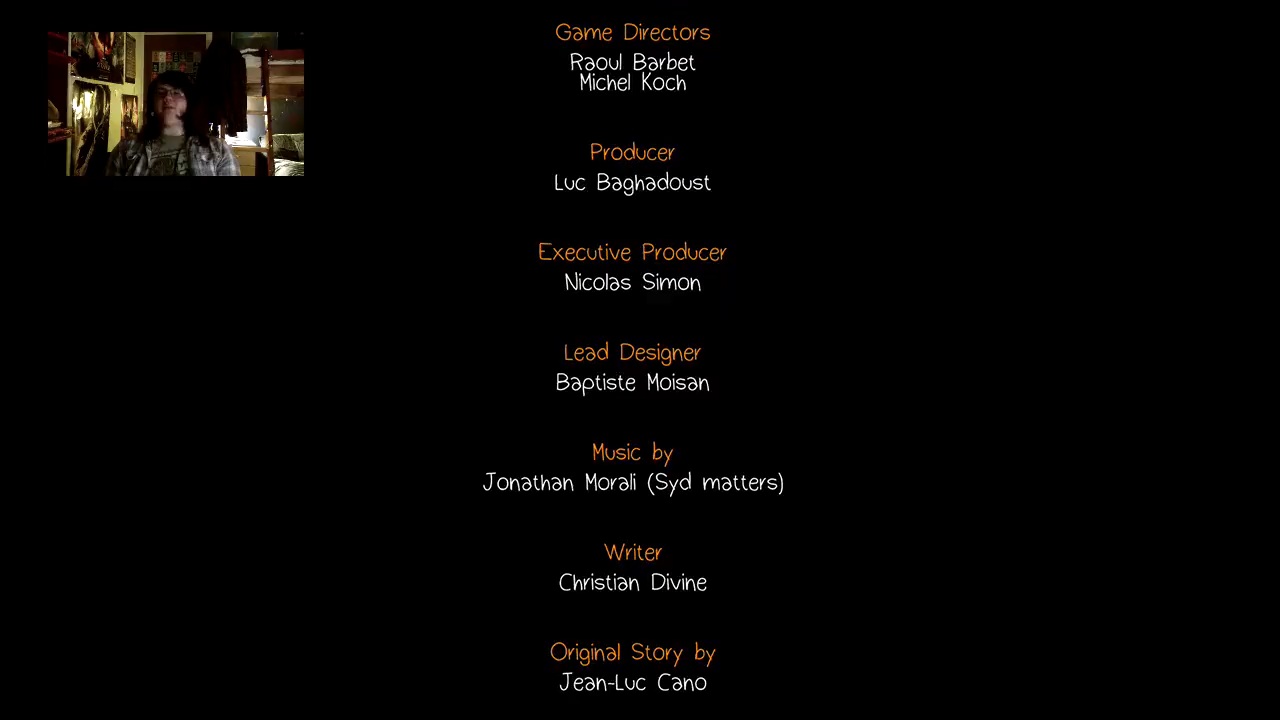 Game Directors
Raoul Barbet
Michel Koch
Producer
Luc Baghadoust
Executive Producer
Nicolas Simon
Lead Designer
Baptiste Moisan
Music by
Jonathan Morali (Syd matters)
Writer
Christian Divine
Original Story by
Jean-Luc Cano